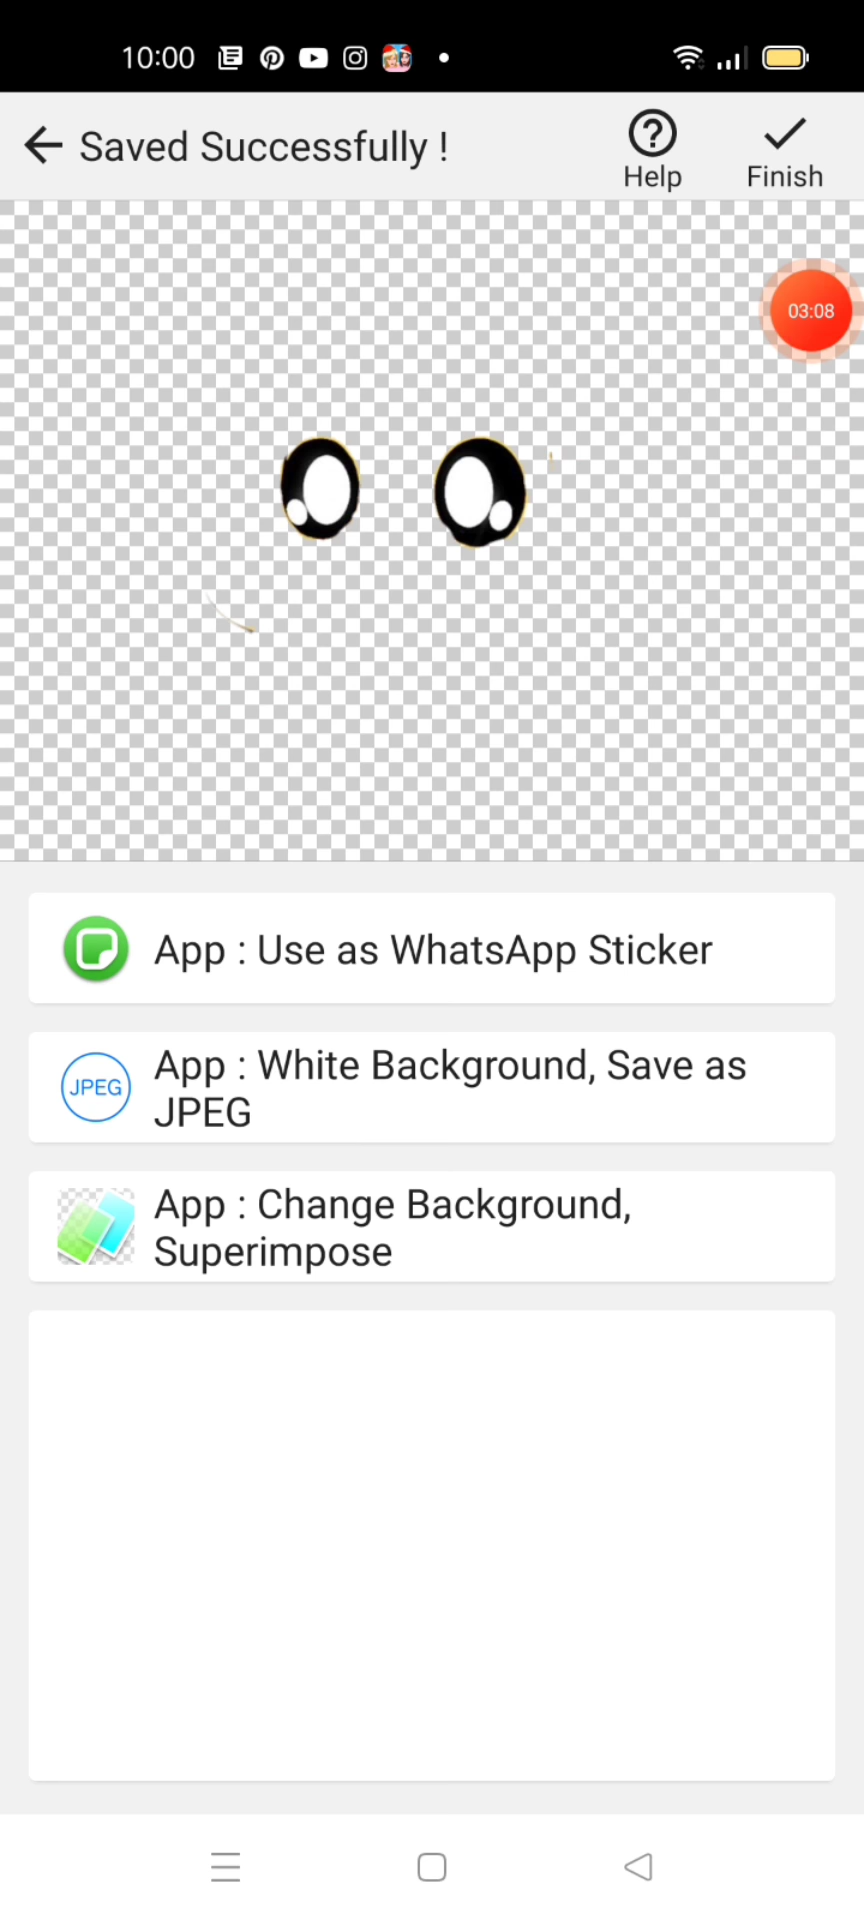 10:00
Saved Successfully !
Help
Finish
03:08
App : Use as WhatsApp Sticker
JPEG
App : White Background, Save as
JPEG
App : Change Background,
Superimpose